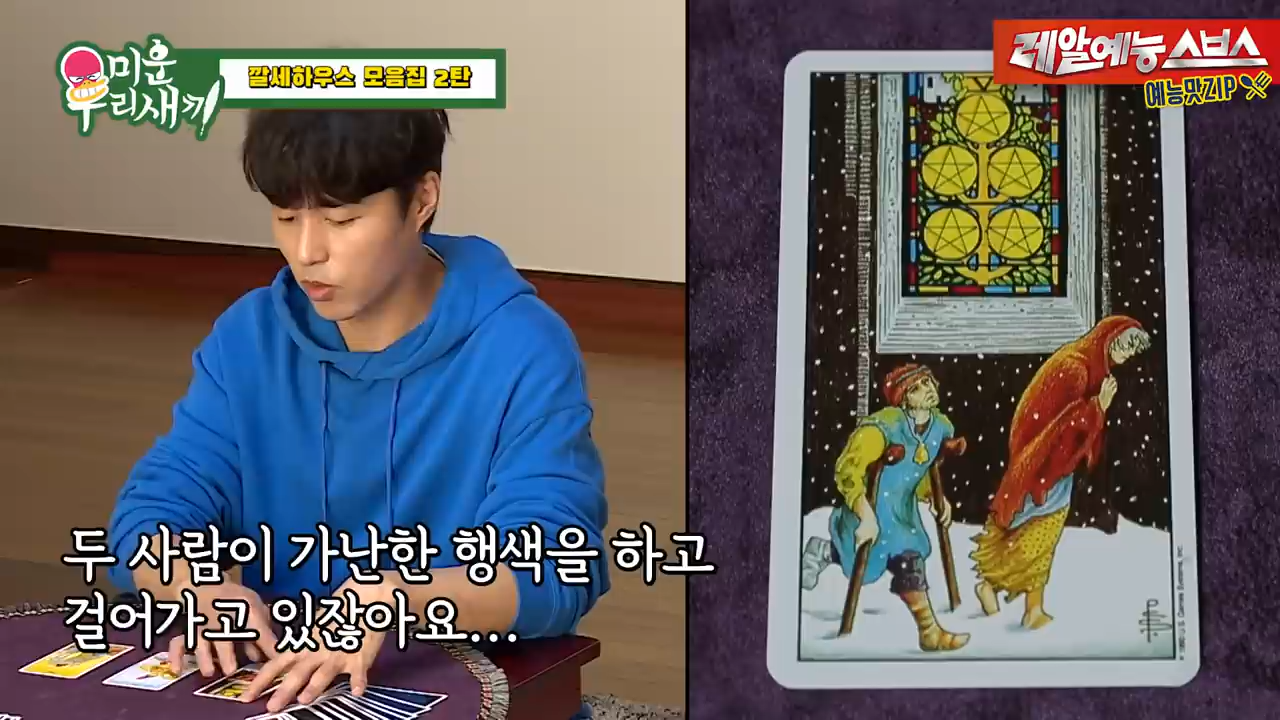 미운
우리새끼
깔세하우스 모음집 2탄
레알예능 스브스
예능맛ZIP
두 사람이 가난한 행색을 하고
걸어가고 있잖아요...